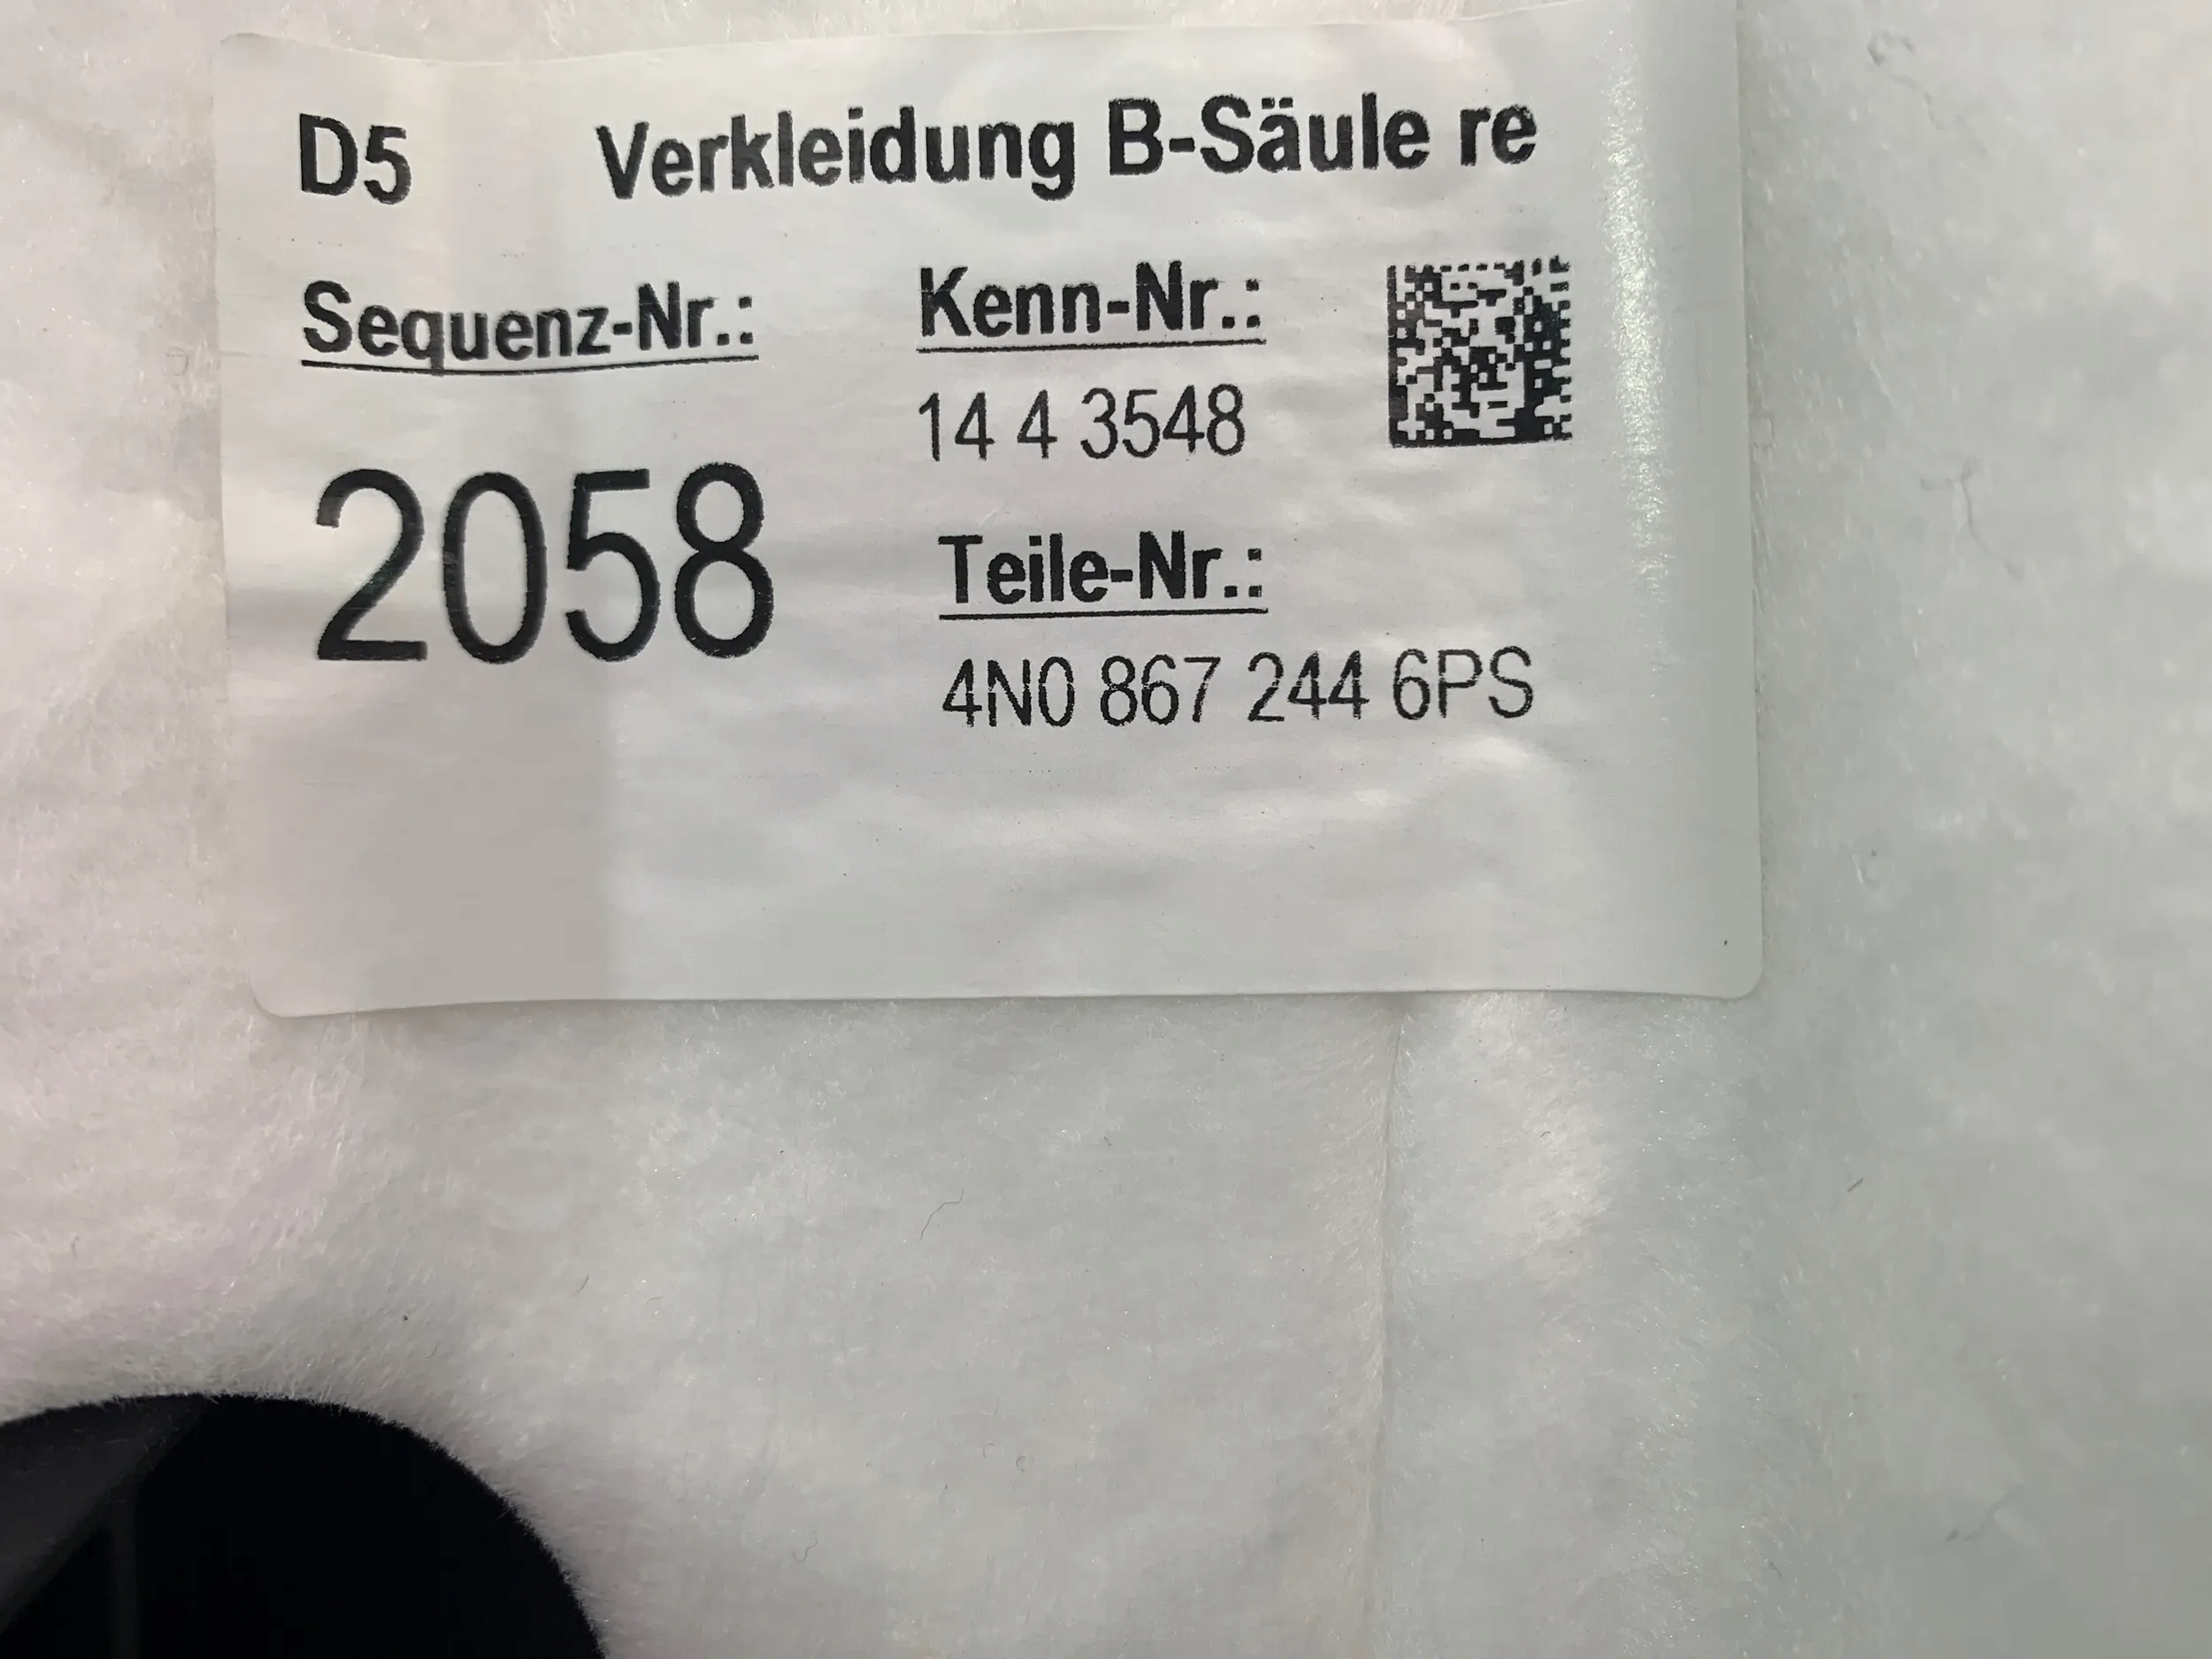 D5 Verkleidung B-Säule re
Sequenz-Nr.: Kenn-Nr.:
14 4 3548
2058
Teile-Nr.:
4N0 867 244 6PS